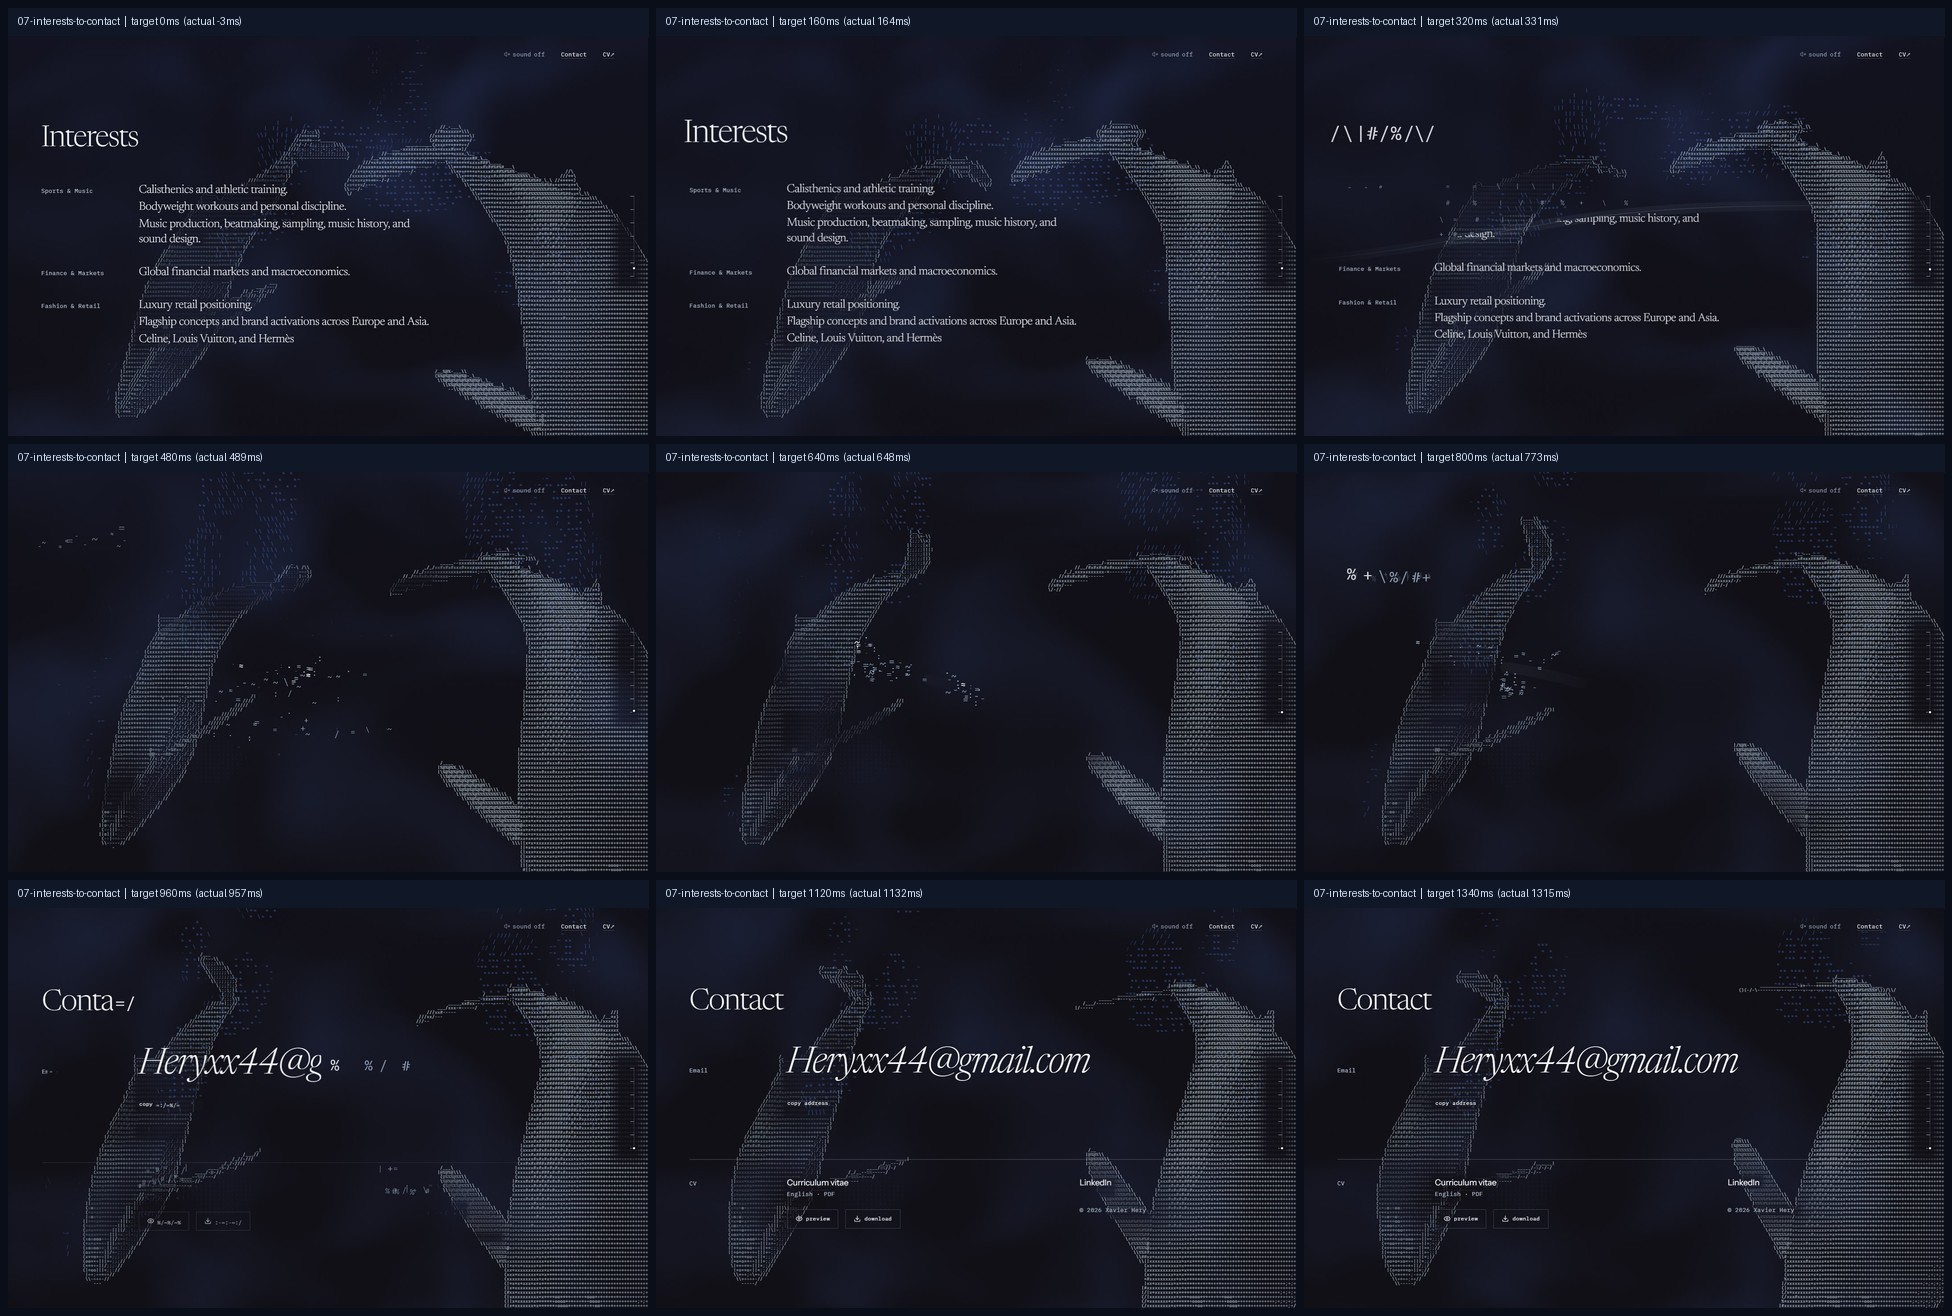 07-interests-to-contact | target 0ms (actual -3ms)
sound off Contact CV↗
Interests
Sports & Music
Calisthenics and athletic training.
Bodyweight workouts and personal discipline.
Music production, beatmaking, sampling, music history, and
sound design.
Finance & Markets
Global financial markets and macroeconomics.
Fashion & Retail
Luxury retail positioning.
Flagship concepts and brand activations across Europe and Asia.
Celine, Louis Vuitton, and Hermès
07-interests-to-contact | target 160ms (actual 164ms)
sound off Contact CV↗
Interests
Sports & Music
Calisthenics and athletic training.
Bodyweight workouts and personal discipline.
Music production, beatmaking, sampling, music history, and
sound design.
Finance & Markets
Global financial markets and macroeconomics.
Fashion & Retail
Luxury retail positioning.
Flagship concepts and brand activations across Europe and Asia.
Celine, Louis Vuitton, and Hermès
07-interests-to-contact | target 320ms (actual 331ms)
sound off Contact CV↗
/\|#/%/\/
sampling, music history, and
design.
Finance & Markets
Global financial markets and macroeconomics.
Fashion & Retail
Luxury retail positioning.
Flagship concepts and brand activations across Europe and Asia.
Celine, Louis Vuitton, and Hermès
07-interests-to-contact | target 480ms (actual 489ms)
sound off Contact CV↗
07-interests-to-contact | target 640ms (actual 648ms)
sound off Contact CV↗
07-interests-to-contact | target 800ms (actual 773ms)
sound off Contact CV↗
% + \%/#+
07-interests-to-contact | target 960ms (actual 957ms)
sound off Contact CV↗
Conta=/
Heryxx44@g % % / #
copy
07-interests-to-contact | target 1120ms (actual 1132ms)
sound off Contact CV↗
Contact
Email
Heryxx44@gmail.com
copy address
CV
Curriculum vitae
English - PDF
preview download
LinkedIn
© 2026 Xavier Hery
07-interests-to-contact | target 1340ms (actual 1315ms)
sound off Contact CV↗
Contact
Email
Heryxx44@gmail.com
copy address
CV
Curriculum vitae
English - PDF
preview download
LinkedIn
© 2026 Xavier Hery